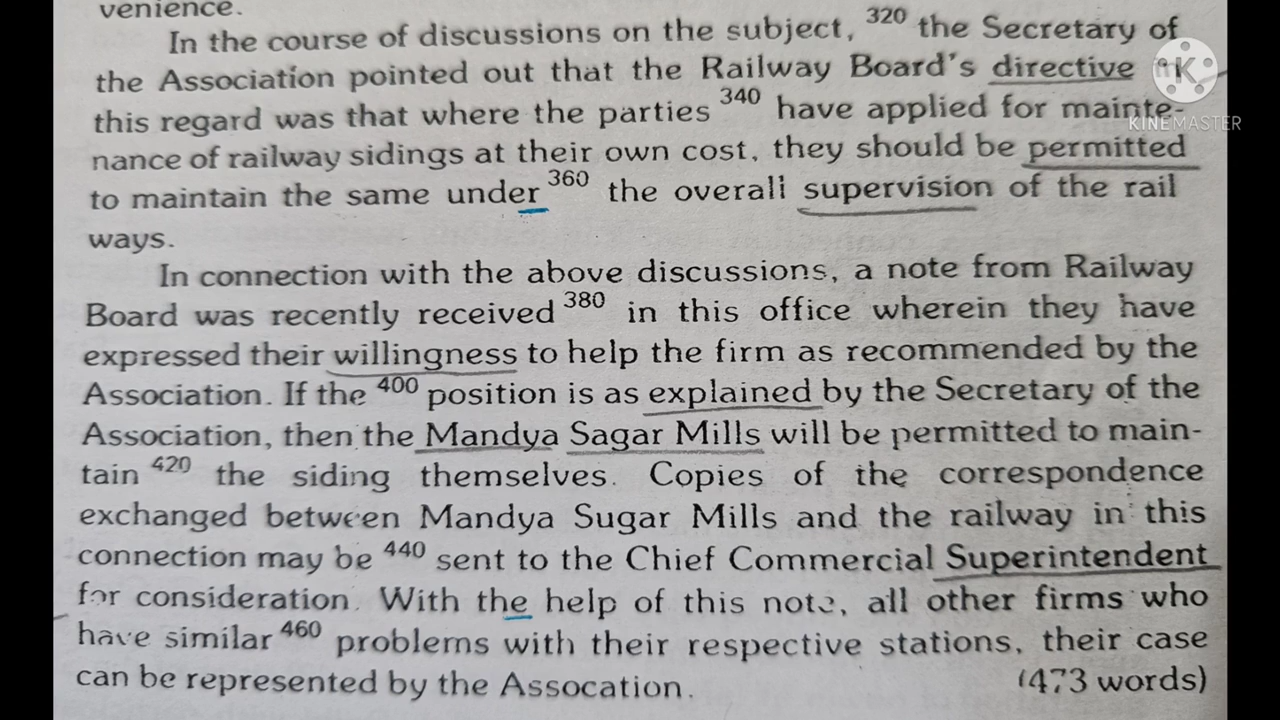 venience.
In the course of discussions on the subject, 320 the Secretary of
the Association pointed out that the Railway Board's directive
this regard was that where the parties 340 have applied for mainte-
nance of railway sidings at their own cost, they should be permitted
to maintain the same under 360 the overall supervision of the rail
ways.
In connection with the above discussions, a note from Railway
Board was recently received 380 in this office wherein they have
expressed their willingness to help the firm as recommended by the
Association. If the 400 position is as explained by the Secretary of the
Association, then the Mandya Sagar Mills will be permitted to main-
tain 420 the siding themselves. Copies of the correspondence
exchanged between Mandya Sugar Mills and the railway in this
connection may be 440 sent to the Chief Commercial Superintendent
for consideration. With the help of this note, all other firms who
have similar 460 problems with their respective stations, their case
can be represented by the Assocation.
(473 words)
K
KINEMASTER